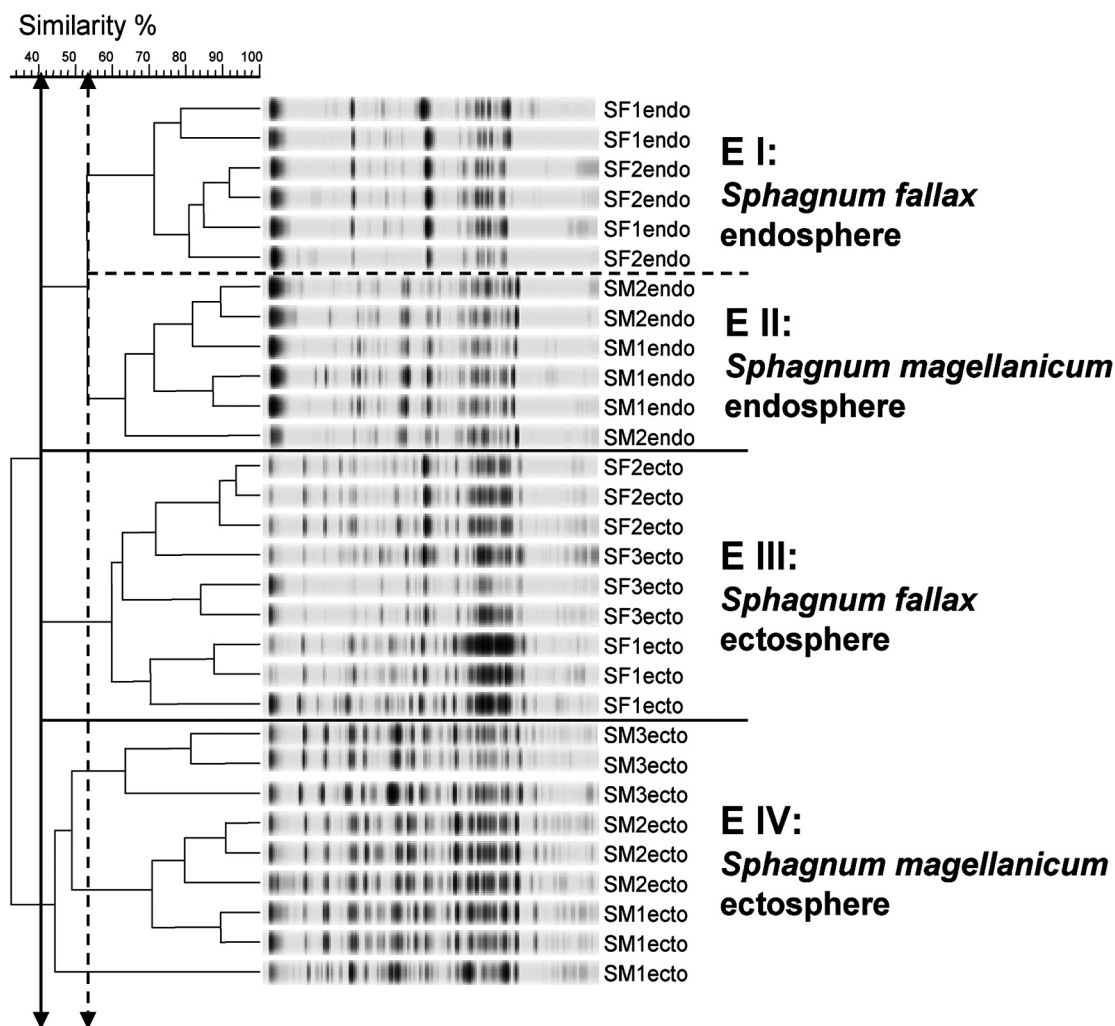 Similarity %
40 50 60 70 80 90 100
SF1endo
SF1endo
SF2endo
SF2endo
SF1endo
SF2endo
E I:
Sphagnum fallax
endosphere
SM2endo
SM2endo
SM1endo
SM1endo
SM1endo
SM2endo
E II:
Sphagnum magellanicum
endosphere
SF2ecto
SF2ecto
SF2ecto
SF3ecto
SF3ecto
SF3ecto
SF1ecto
SF1ecto
SF1ecto
E III:
Sphagnum fallax
ectosphere
SM3ecto
SM3ecto
SM3ecto
SM2ecto
SM2ecto
SM2ecto
SM1ecto
SM1ecto
SM1ecto
E IV:
Sphagnum magellanicum
ectosphere